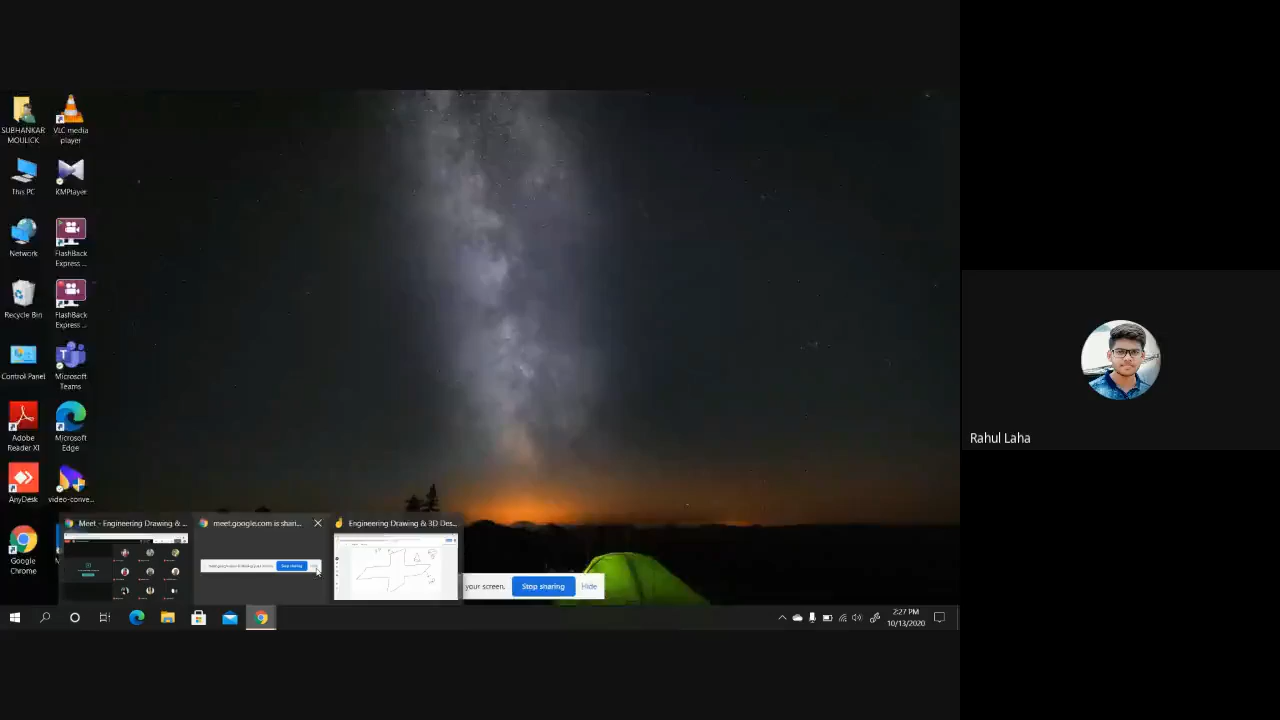 SUBHANKAR
MOULICK
VLC media
player
This PC
KMPlayer
Network
FlashBack
Express ...
Recycle Bin
FlashBack
Express ...
Control Panel
Microsoft
Teams
Adobe
Reader XI
Microsoft
Edge
AnyDesk
video-conve...
Google
Chrome
Meet - Engineering Drawing & ...
meet.google.com is shari...
Engineering Drawing & 3D Des...
Stop sharing
your screen.
Stop sharing
Hide
2:27 PM
10/13/2020
Rahul Laha